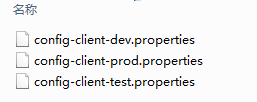 名称
config-client-dev.properties
config-client-prod.properties
config-client-test.properties